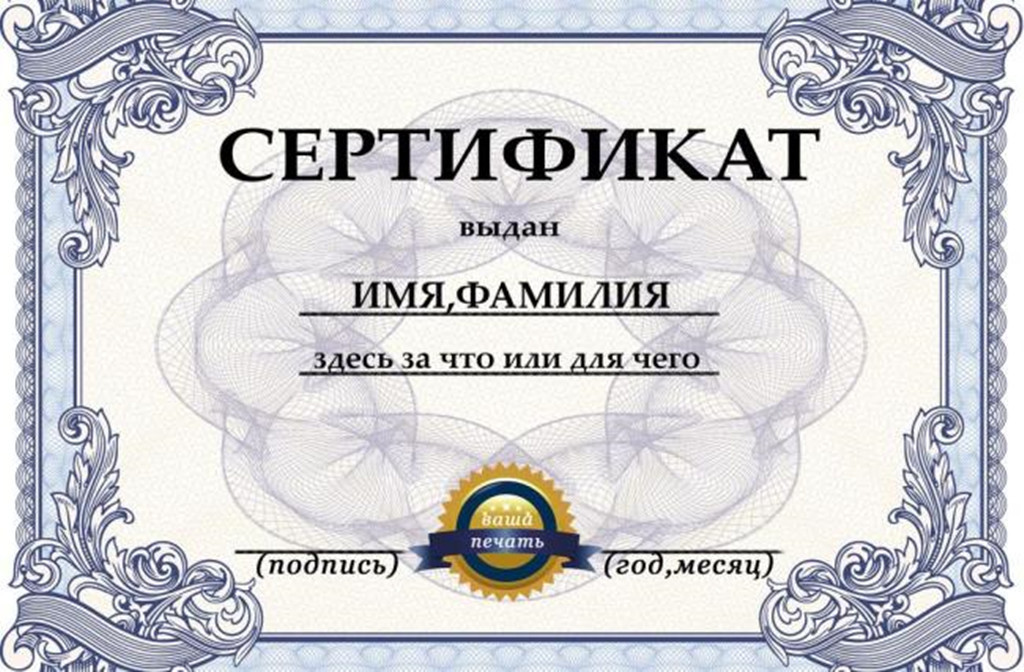 СЕРТИФИКАТ
выдан
ИМЯ,ФАМИЛИЯ
здесь за что или для чего
ваша
печать
(подпись) (год,месяц)